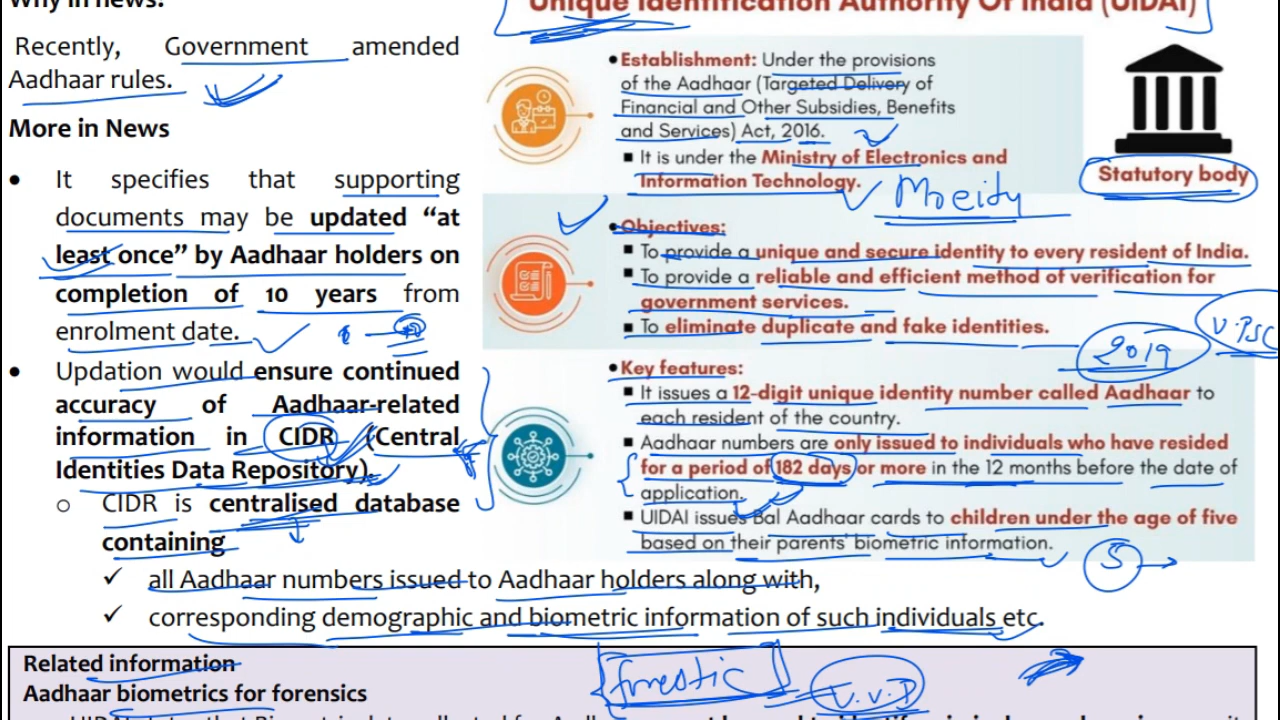 Why in news?
Recently, Government amended
Aadhaar rules.
More in News
• It specifies that supporting
documents may be updated “at
least once” by Aadhaar holders on
completion of 10 years from
enrolment date.
• Updation would ensure continued
accuracy of Aadhaar-related
information in CIDR (Central
Identities Data Repository).
o CIDR is centralised database
containing
✓ all Aadhaar numbers issued to Aadhaar holders along with,
✓ corresponding demographic and biometric information of such individuals etc.
Unique Identification Authority Of India (UIDAI)
• Establishment: Under the provisions
of the Aadhaar (Targeted Delivery of
Financial and Other Subsidies, Benefits
and Services) Act, 2016.
▪ It is under the Ministry of Electronics and
Information Technology.
Statutory body
• Objectives:
▪ To provide a unique and secure identity to every resident of India.
▪ To provide a reliable and efficient method of verification for
government services.
▪ To eliminate duplicate and fake identities.
2019
• Key features:
▪ It issues a 12-digit unique identity number called Aadhaar to
each resident of the country.
▪ Aadhaar numbers are only issued to individuals who have resided
for a period of 182 days or more in the 12 months before the date of
application.
▪ UIDAI issues Bal Aadhaar cards to children under the age of five
based on their parents’ biometric information.
5
Related information
Aadhaar biometrics for forensics